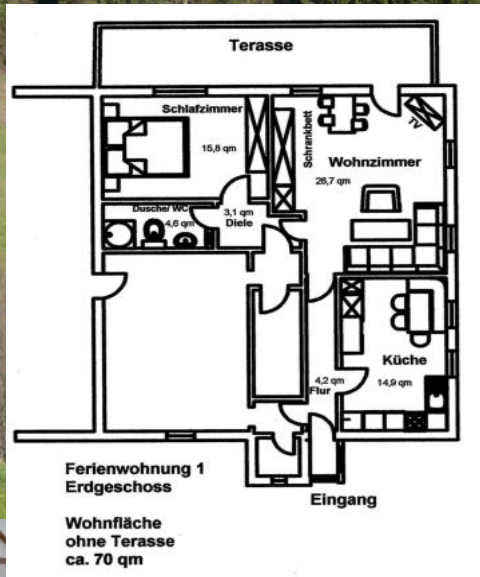 Terasse
Schlafzimmer
15,8 qm
Schrankbett
TV
Wohnzimmer
26,7 qm
Dusche/ WC
4,6 qm
3,1 qm
Diele
Küche
14,9 qm
4,2 qm
Flur
Eingang
Ferienwohnung 1
Erdgeschoss
Wohnfläche
ohne Terasse
ca. 70 qm